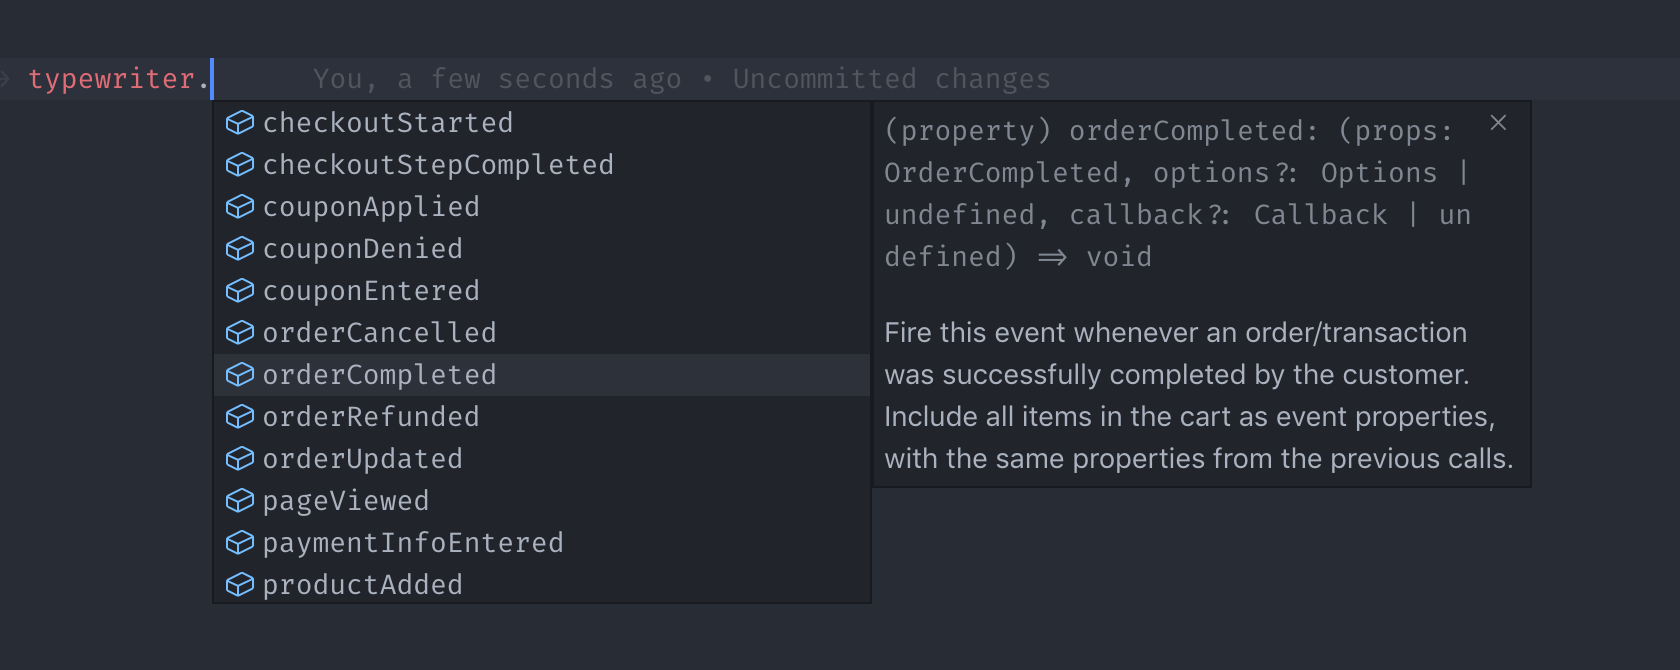 typewriter. You, a few seconds ago • Uncommitted changes
checkoutStarted
checkoutStepCompleted
couponApplied
couponDenied
couponEntered
orderCancelled
orderCompleted
orderRefunded
orderUpdated
pageViewed
paymentInfoEntered
productAdded
(property) orderCompleted: (props:
OrderCompleted, options?: Options |
undefined, callback?: Callback | un
defined) => void
Fire this event whenever an order/transaction
was successfully completed by the customer.
Include all items in the cart as event properties,
with the same properties from the previous calls.